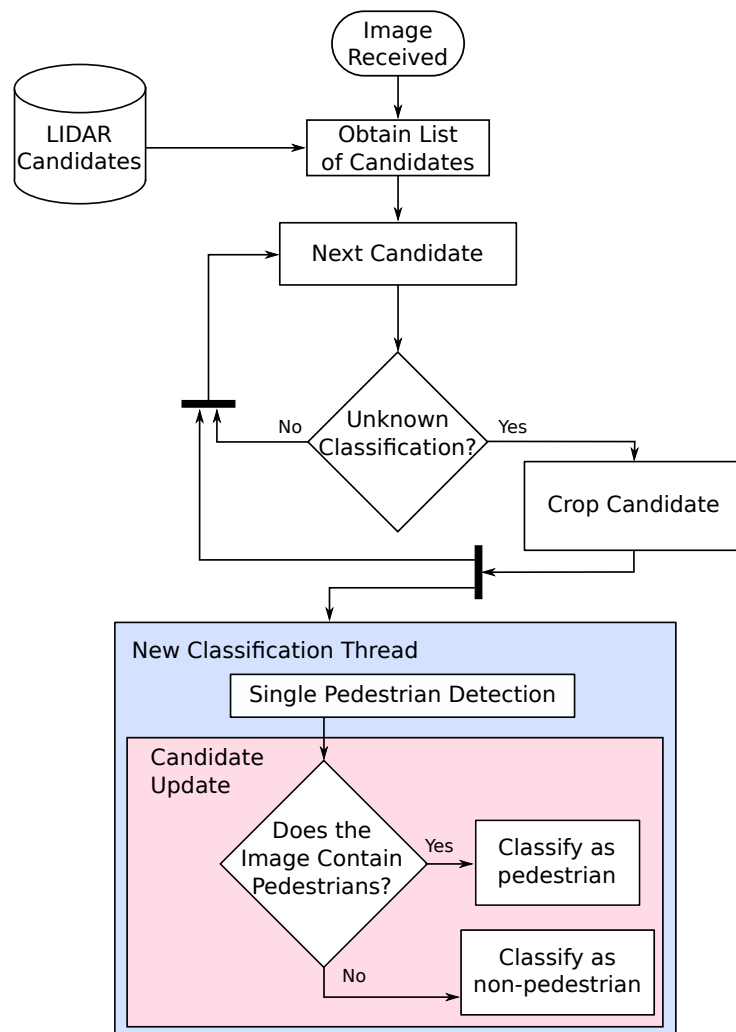 Image
Received
LIDAR
Candidates
Obtain List
of Candidates
Next Candidate
No
Unknown
Classification?
Yes
Crop Candidate
New Classification Thread
Single Pedestrian Detection
Candidate
Update
Does the
Image Contain
Pedestrians?
Yes
Classify as
pedestrian
No
Classify as
non-pedestrian